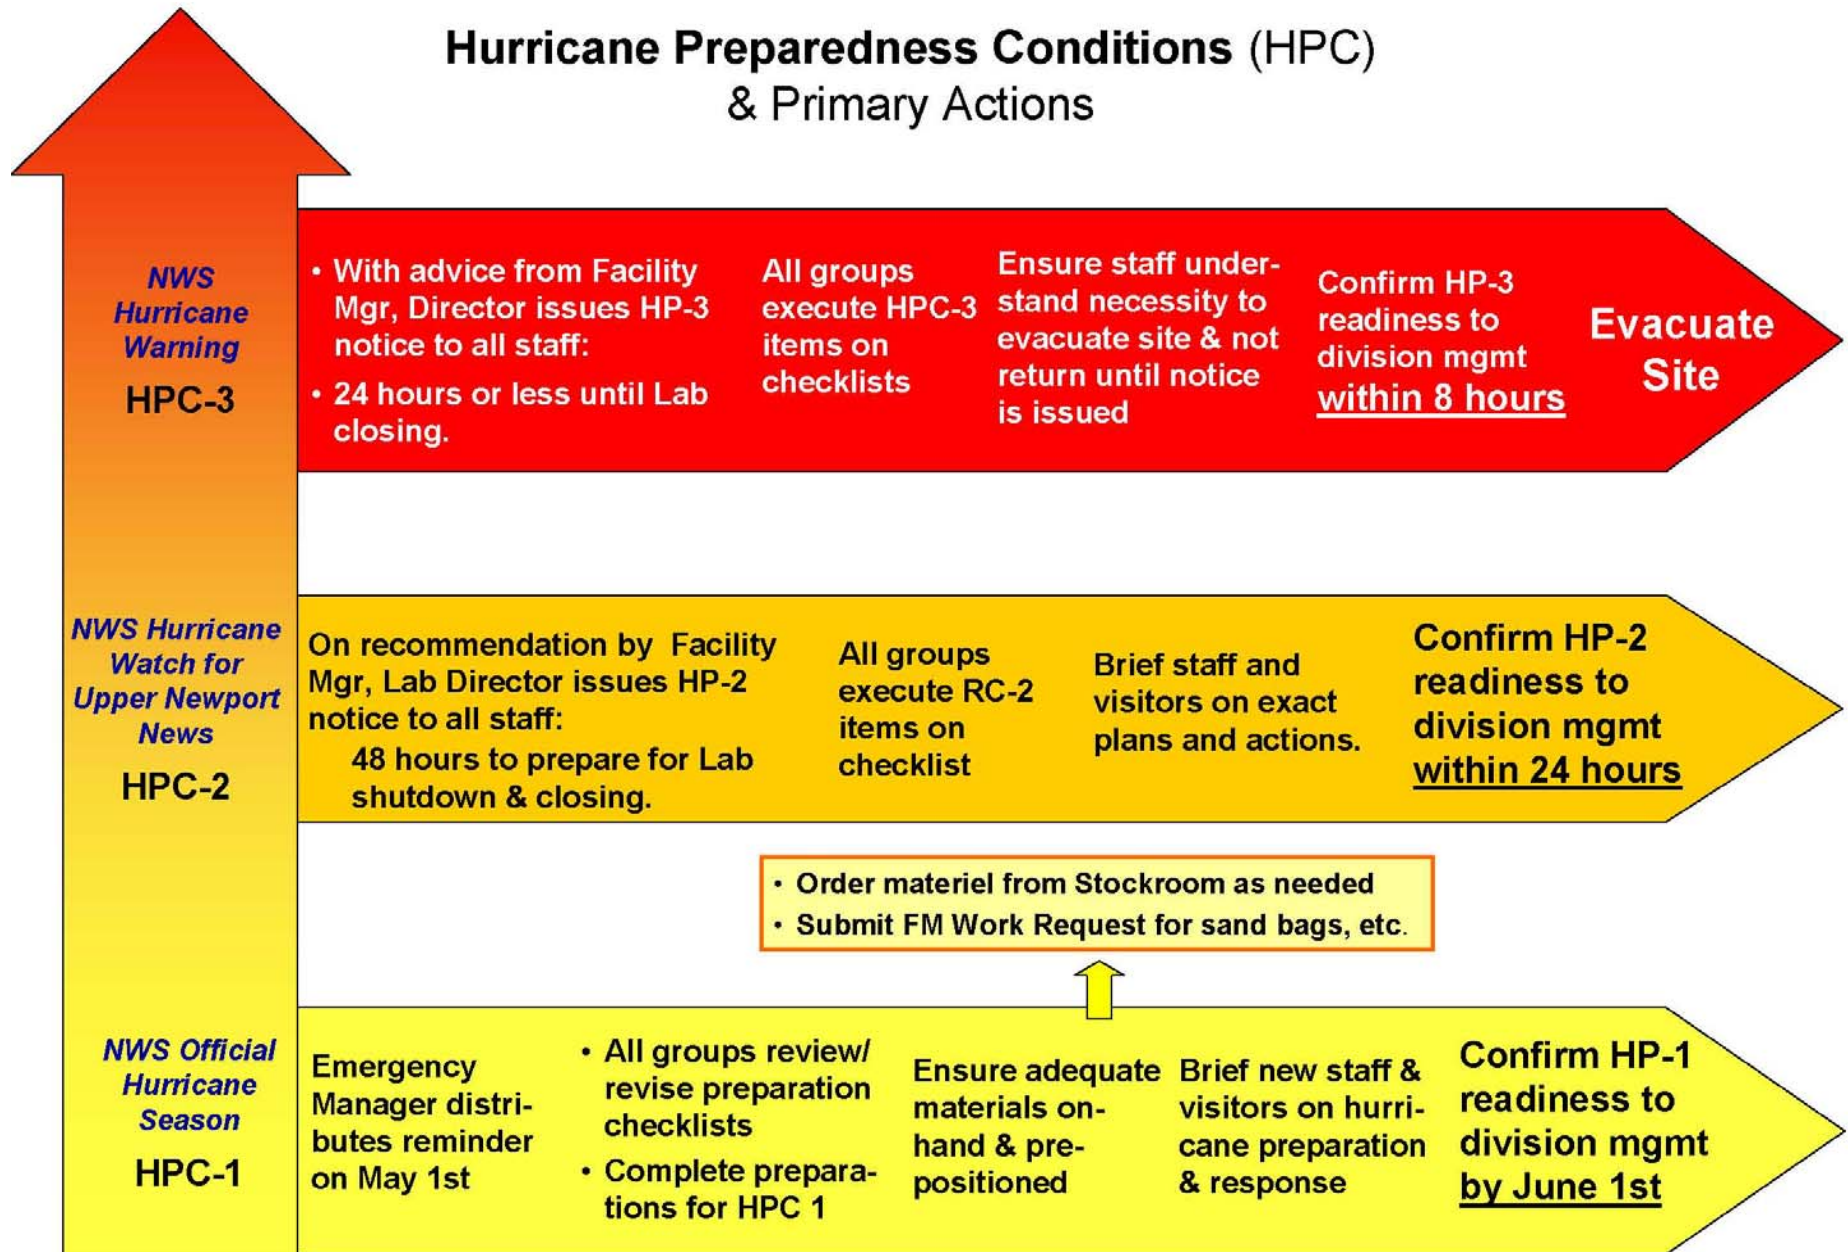 Hurricane Preparedness Conditions (HPC)
& Primary Actions
NWS
Hurricane
Warning
HPC-3
• With advice from Facility
Mgr, Director issues HP-3
notice to all staff:
• 24 hours or less until Lab
closing.
All groups
execute HPC-3
items on
checklists
Ensure staff under-
stand necessity to
evacuate site & not
return until notice
is issued
Confirm HP-3
readiness to
division mgmt
within 8 hours
Evacuate
Site
NWS Hurricane
Watch for
Upper Newport
News
HPC-2
On recommendation by Facility
Mgr, Lab Director issues HP-2
notice to all staff:
48 hours to prepare for Lab
shutdown & closing.
All groups
execute RC-2
items on
checklist
Brief staff and
visitors on exact
plans and actions.
Confirm HP-2
readiness to
division mgmt
within 24 hours
• Order materiel from Stockroom as needed
• Submit FM Work Request for sand bags, etc.
NWS Official
Hurricane
Season
HPC-1
Emergency
Manager distri-
butes reminder
on May 1st
• All groups review/
revise preparation
checklists
• Complete prepara-
tions for HPC 1
Ensure adequate
materials on-
hand & pre-
positioned
Brief new staff &
visitors on hurri-
cane preparation
& response
Confirm HP-1
readiness to
division mgmt
by June 1st